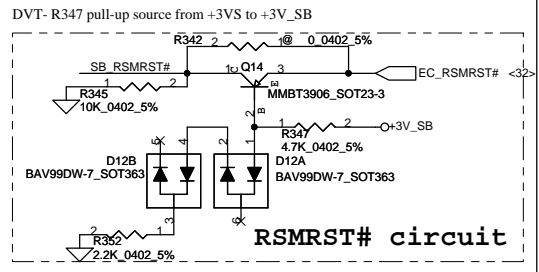 DVT- R347 pull-up source from +3VS to +3V_SB
R342 2 1 @ 0_0402_5%
Q14
SB_RSMRST# 1 C 3 EC_RSMRST# <32>
1 2 E
R345 MMBT3906_SOT23-3
10K_0402_5%
2 B
1 2 +3V_SB
R347
4.7K_0402_5%
5 4 2 1
D12B D12A
BAV99DW-7_SOT363 BAV99DW-7_SOT363
3 6
2 1
R352
2.2K_0402_5%
RSMRST# circuit